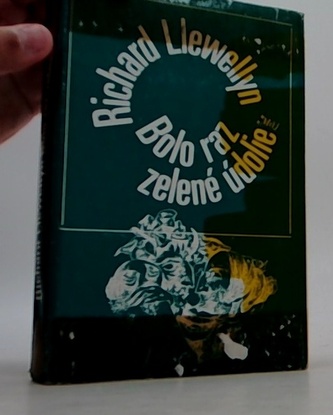 Richard Llewellyn
Bolo raz
zelené údolie